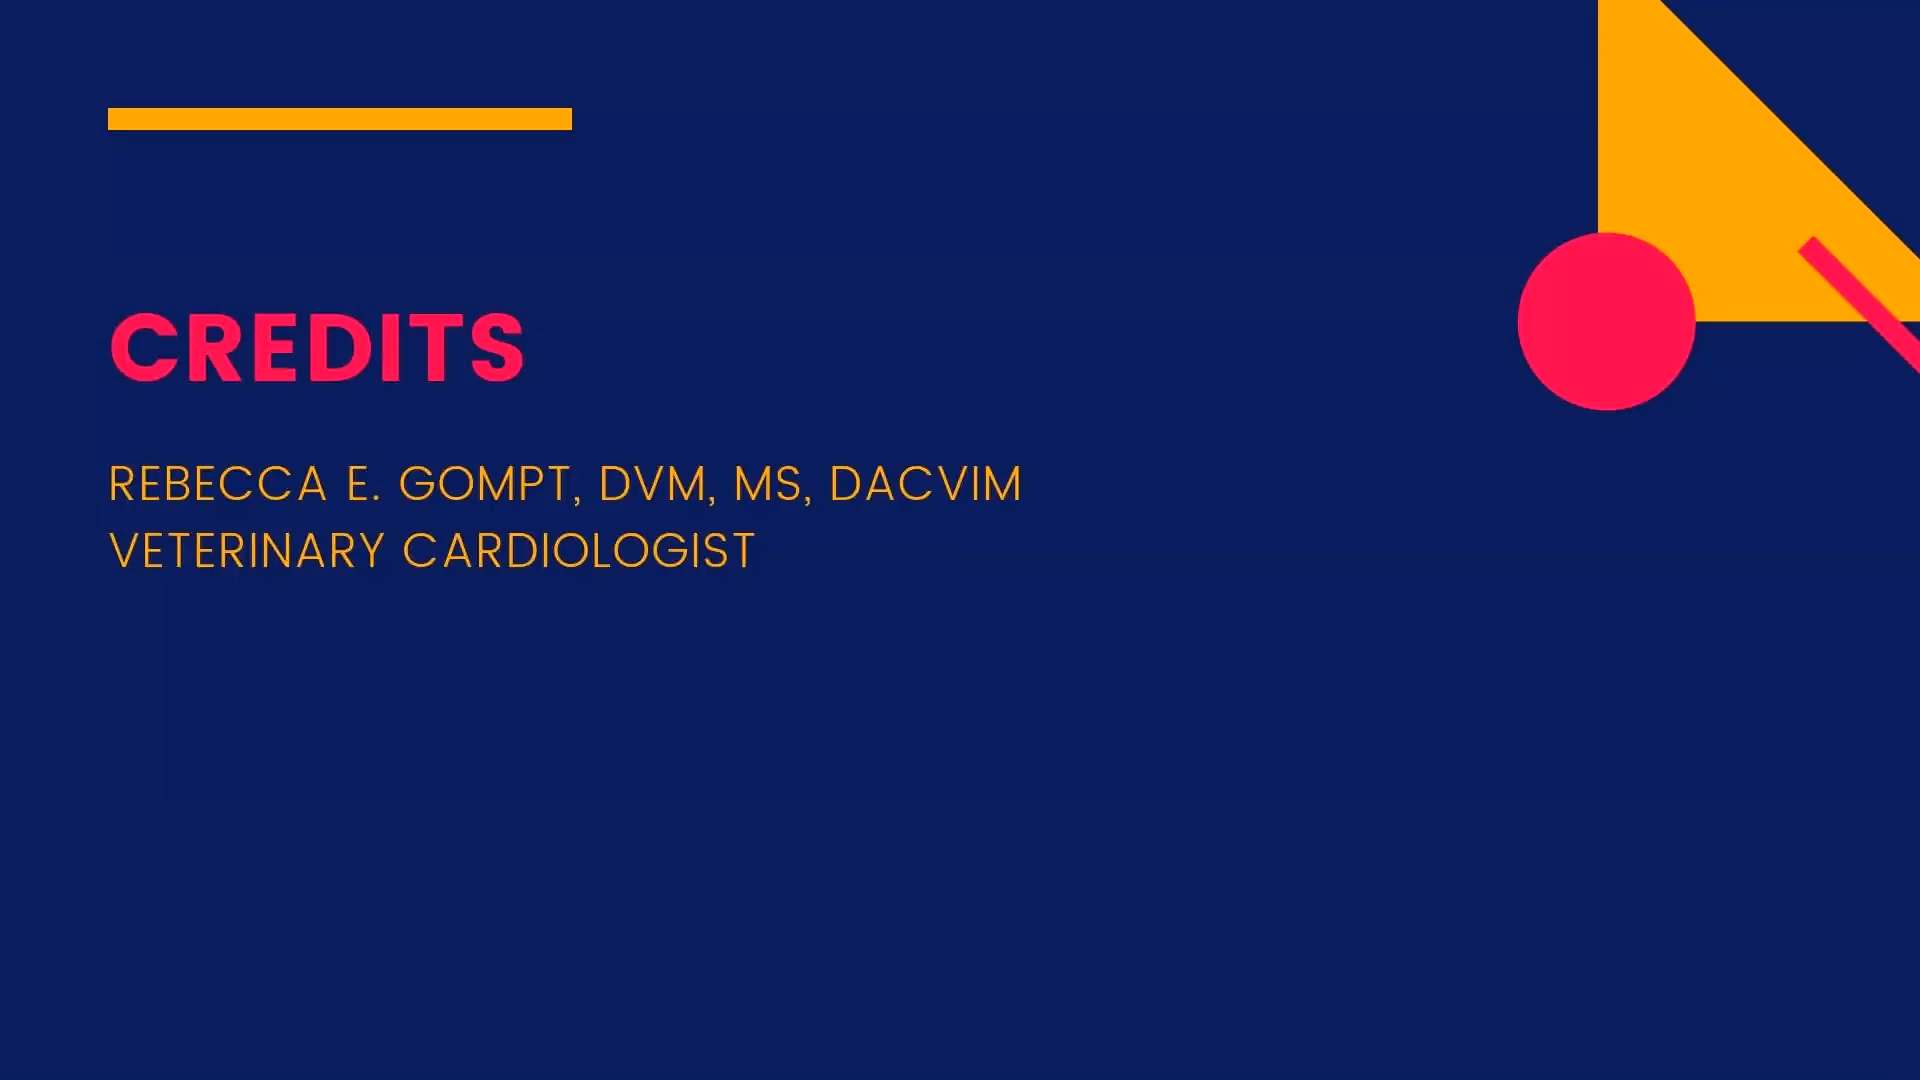 CREDITS
REBECCA E. GOMPT, DVM, MS, DACVIM
VETERINARY CARDIOLOGIST